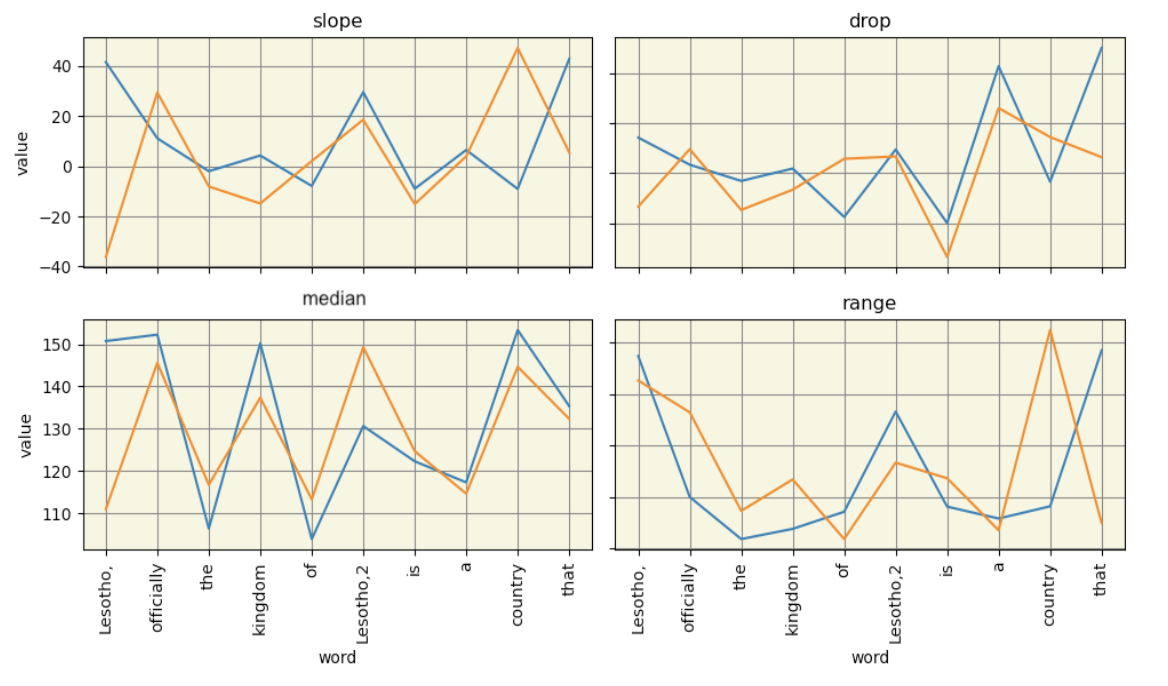 slope
drop
value
40
20
0
−20
−40
median
range
value
150
140
130
120
110
Lesotho,
officially
the
kingdom
of
Lesotho,2
is
a
country
that
word
Lesotho,
officially
the
kingdom
of
Lesotho,2
is
a
country
that
word